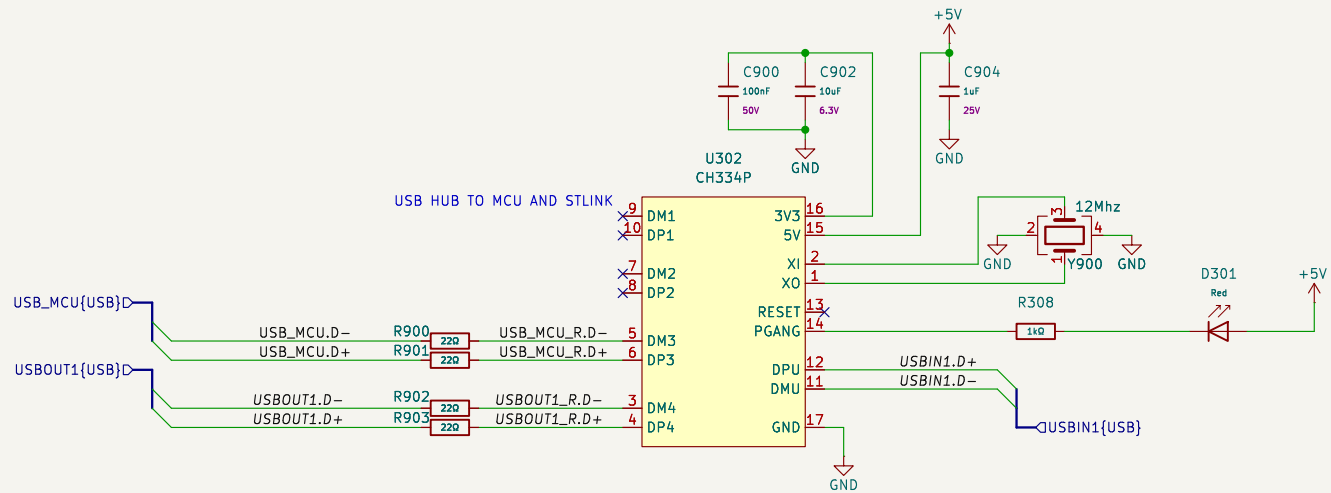 +5V
C900
100nF
50V
C902
10uF
6.3V
C904
1uF
25V
GND
GND
U302
CH334P
USB HUB TO MCU AND STLINK
9 DM1
10 DP1
7 DM2
8 DP2
5 DM3
6 DP3
3 DM4
4 DP4
3V3 16
5V 15
XI 2
XO 1
RESET 13
PGANG 14
DPU 12
DMU 11
GND 17
12Mhz
3
2
4
1
Y900
GND
GND
USB_MCU{USB}
USB_MCU.D-
R900
22Ω
USB_MCU_R.D-
USB_MCU.D+
R901
22Ω
USB_MCU_R.D+
USBOUT1{USB}
USBOUT1.D-
R902
22Ω
USBOUT1_R.D-
USBOUT1.D+
R903
22Ω
USBOUT1_R.D+
R308
1kΩ
D301
Red
+5V
USBIN1.D+
USBIN1.D-
USBIN1{USB}
GND